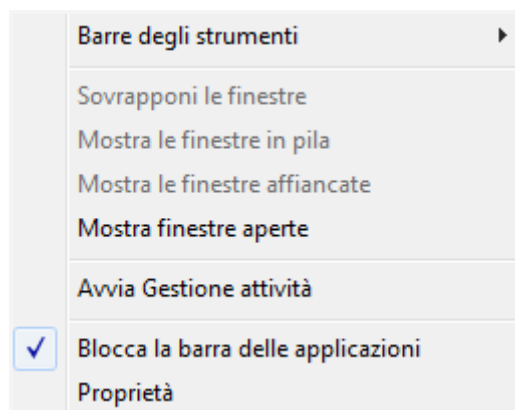 Barre degli strumenti
Sovrapponi le finestre
Mostra le finestre in pila
Mostra le finestre affiancate
Mostra finestre aperte
Avvia Gestione attività
Blocca la barra delle applicazioni
Proprietà